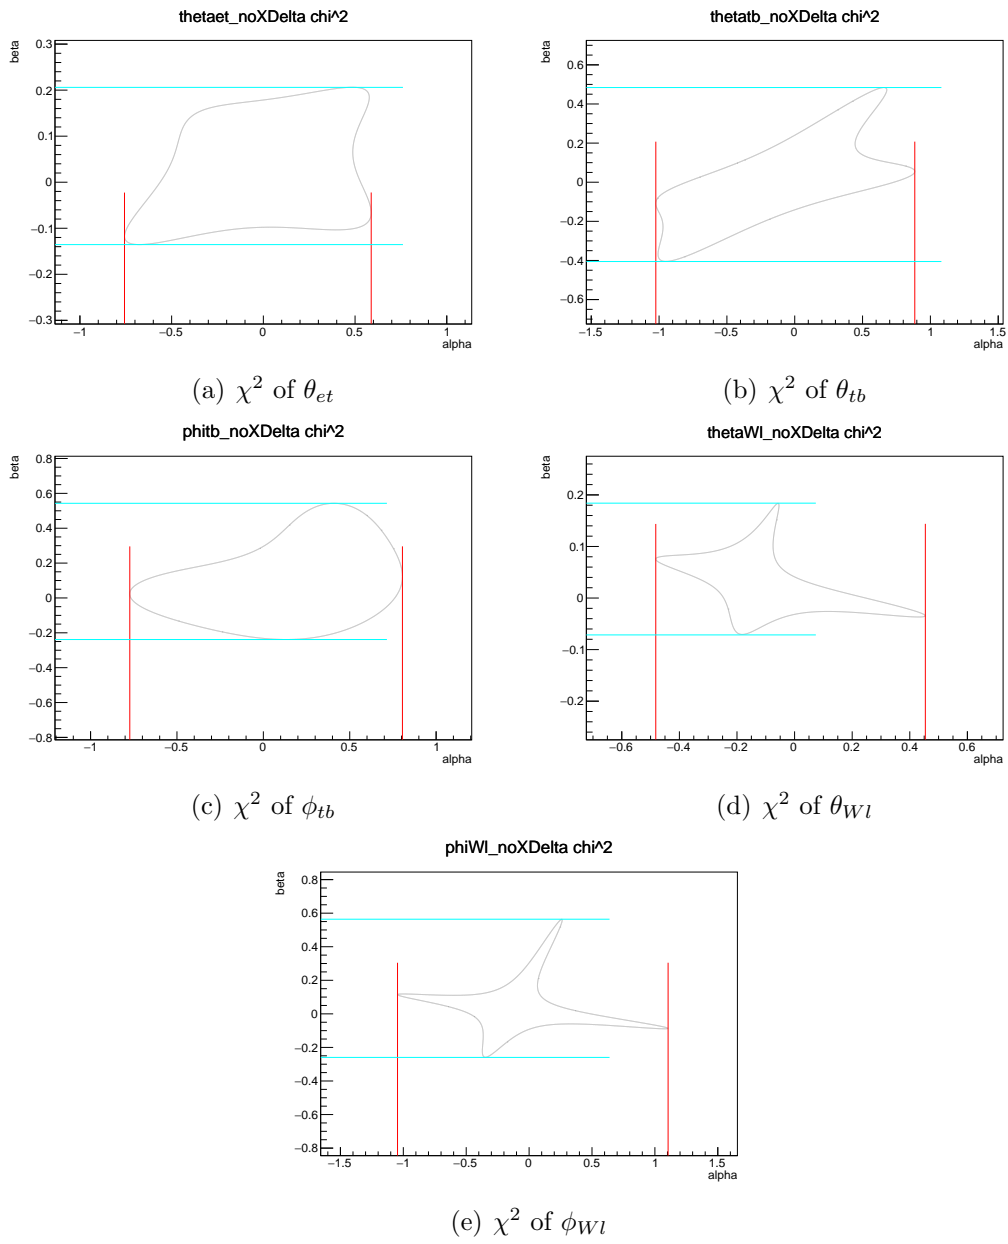 thetaet_noXDelta chi^2
beta
0.3
0.2
0.1
0
−0.1
−0.2
−0.3
−1 −0.5 0 0.5 1
alpha
(a) χ² of θ_et
thetatb_noXDelta chi^2
beta
0.6
0.4
0.2
0
−0.2
−0.4
−0.6
−1.5 −1 −0.5 0 0.5 1 1.5
alpha
(b) χ² of θ_tb
phitb_noXDelta chi^2
beta
0.8
0.6
0.4
0.2
0
−0.2
−0.4
−0.6
−0.8
−1 −0.5 0 0.5 1
alpha
(c) χ² of ϕ_tb
thetaWl_noXDelta chi^2
beta
0.2
0.1
0
−0.1
−0.2
−0.6 −0.4 −0.2 0 0.2 0.4 0.6
alpha
(d) χ² of θ_Wl
phiWl_noXDelta chi^2
beta
0.8
0.6
0.4
0.2
0
−0.2
−0.4
−0.6
−0.8
−1.5 −1 −0.5 0 0.5 1 1.5
alpha
(e) χ² of ϕ_Wl